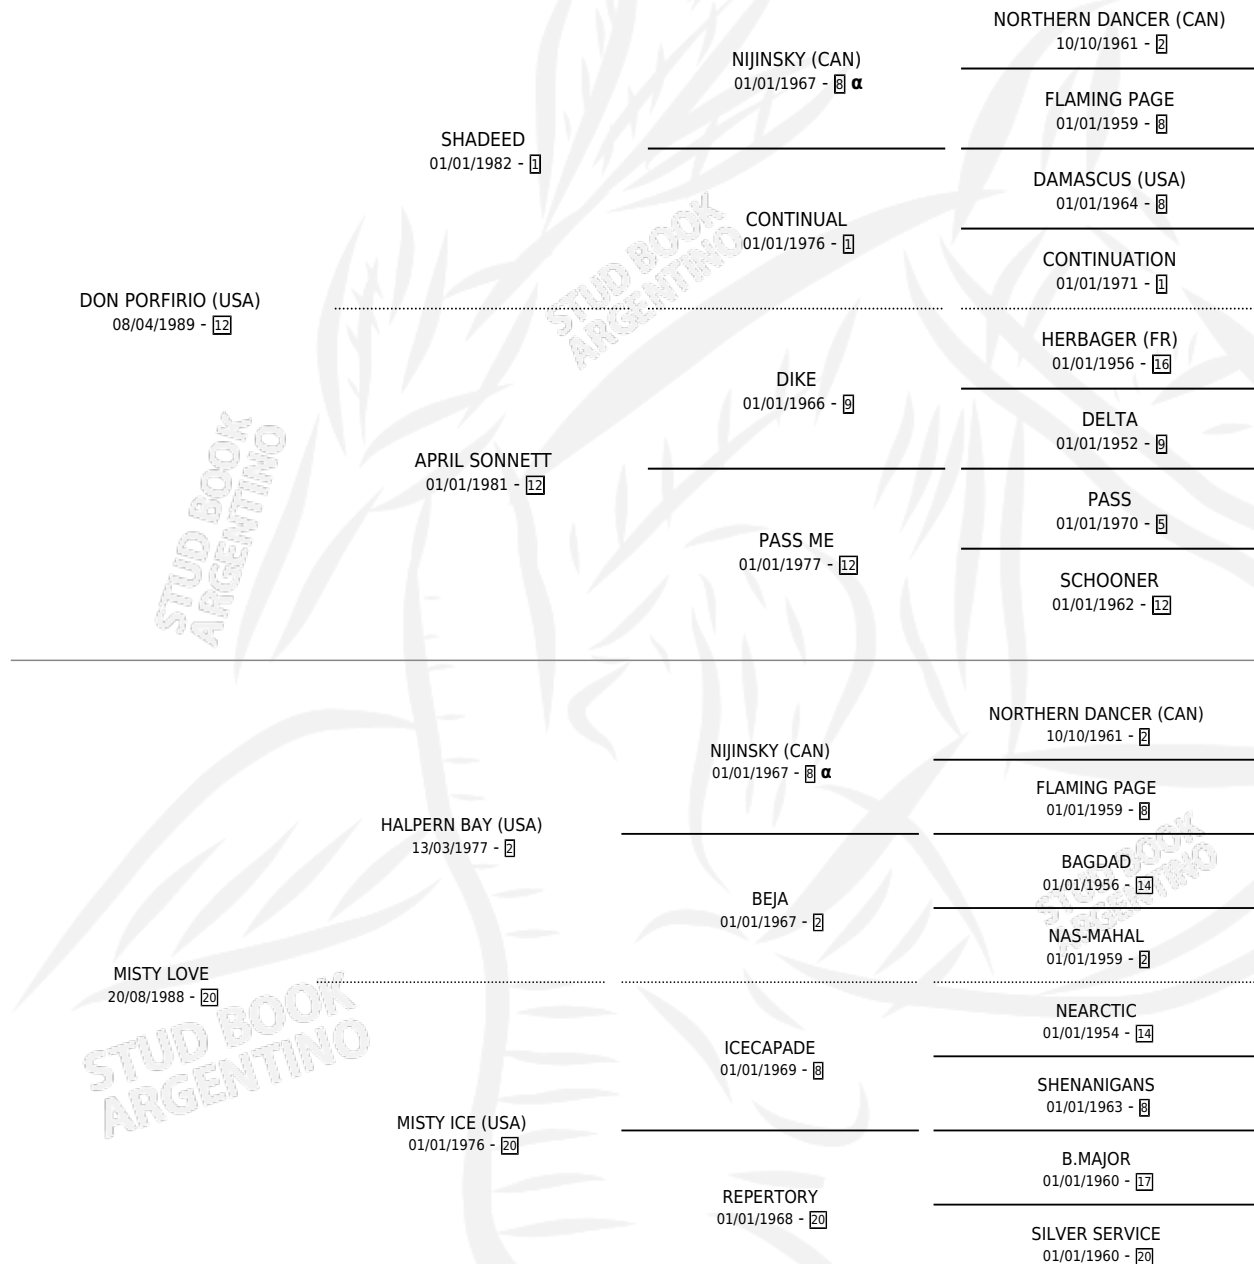 NORTHERN DANCER (CAN)
10/10/1961 - 2
NIJINSKY (CAN)
01/01/1967 - 8 α
FLAMING PAGE
01/01/1959 - 8
SHADEED
01/01/1982 - 1
DAMASCUS (USA)
01/01/1964 - 8
CONTINUAL
01/01/1976 - 1
CONTINUATION
01/01/1971 - 1
DON PORFIRIO (USA)
08/04/1989 - 12
HERBAGER (FR)
01/01/1956 - 16
DIKE
01/01/1966 - 9
DELTA
01/01/1952 - 9
APRIL SONNETT
01/01/1981 - 12
PASS
01/01/1970 - 5
PASS ME
01/01/1977 - 12
SCHOONER
01/01/1962 - 12
STUD BOOK
ARGENTINO
STUD BOOK
ARGENTINO
NORTHERN DANCER (CAN)
10/10/1961 - 2
NIJINSKY (CAN)
01/01/1967 - 8 α
FLAMING PAGE
01/01/1959 - 8
HALPERN BAY (USA)
13/03/1977 - 2
BAGDAD
01/01/1956 - 14
BEJA
01/01/1967 - 2
NAS-MAHAL
01/01/1959 - 2
MISTY LOVE
20/08/1988 - 20
NEARCTIC
01/01/1954 - 14
ICECAPADE
01/01/1969 - 8
SHENANIGANS
01/01/1963 - 8
MISTY ICE (USA)
01/01/1976 - 20
B.MAJOR
01/01/1960 - 17
REPERTORY
01/01/1968 - 20
SILVER SERVICE
01/01/1960 - 20
STUD BOOK
ARGENTINO
STUD BOOK
ARGENTINO